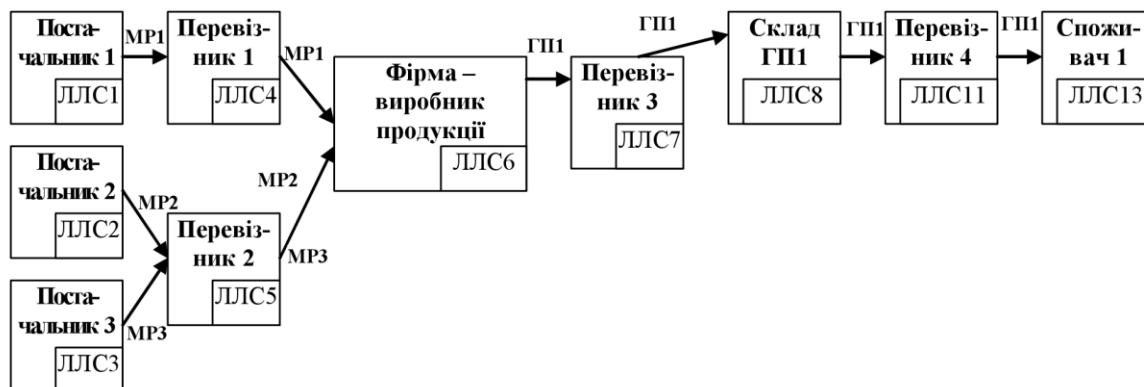 Поста-
чальник 1
ЛЛС1
МР1
Перевіз-
ник 1
ЛЛС4
МР1
Поста-
чальник 2
ЛЛС2
МР2
Поста-
чальник 3
ЛЛС3
МР3
Перевіз-
ник 2
ЛЛС5
МР2
МР3
Фірма –
виробник
продукції
ЛЛС6
ГП1
Перевіз-
ник 3
ЛЛС7
ГП1
Склад
ГП1
ЛЛС8
ГП1
Перевіз-
ник 4
ЛЛС11
ГП1
Спожи-
вач 1
ЛЛС13